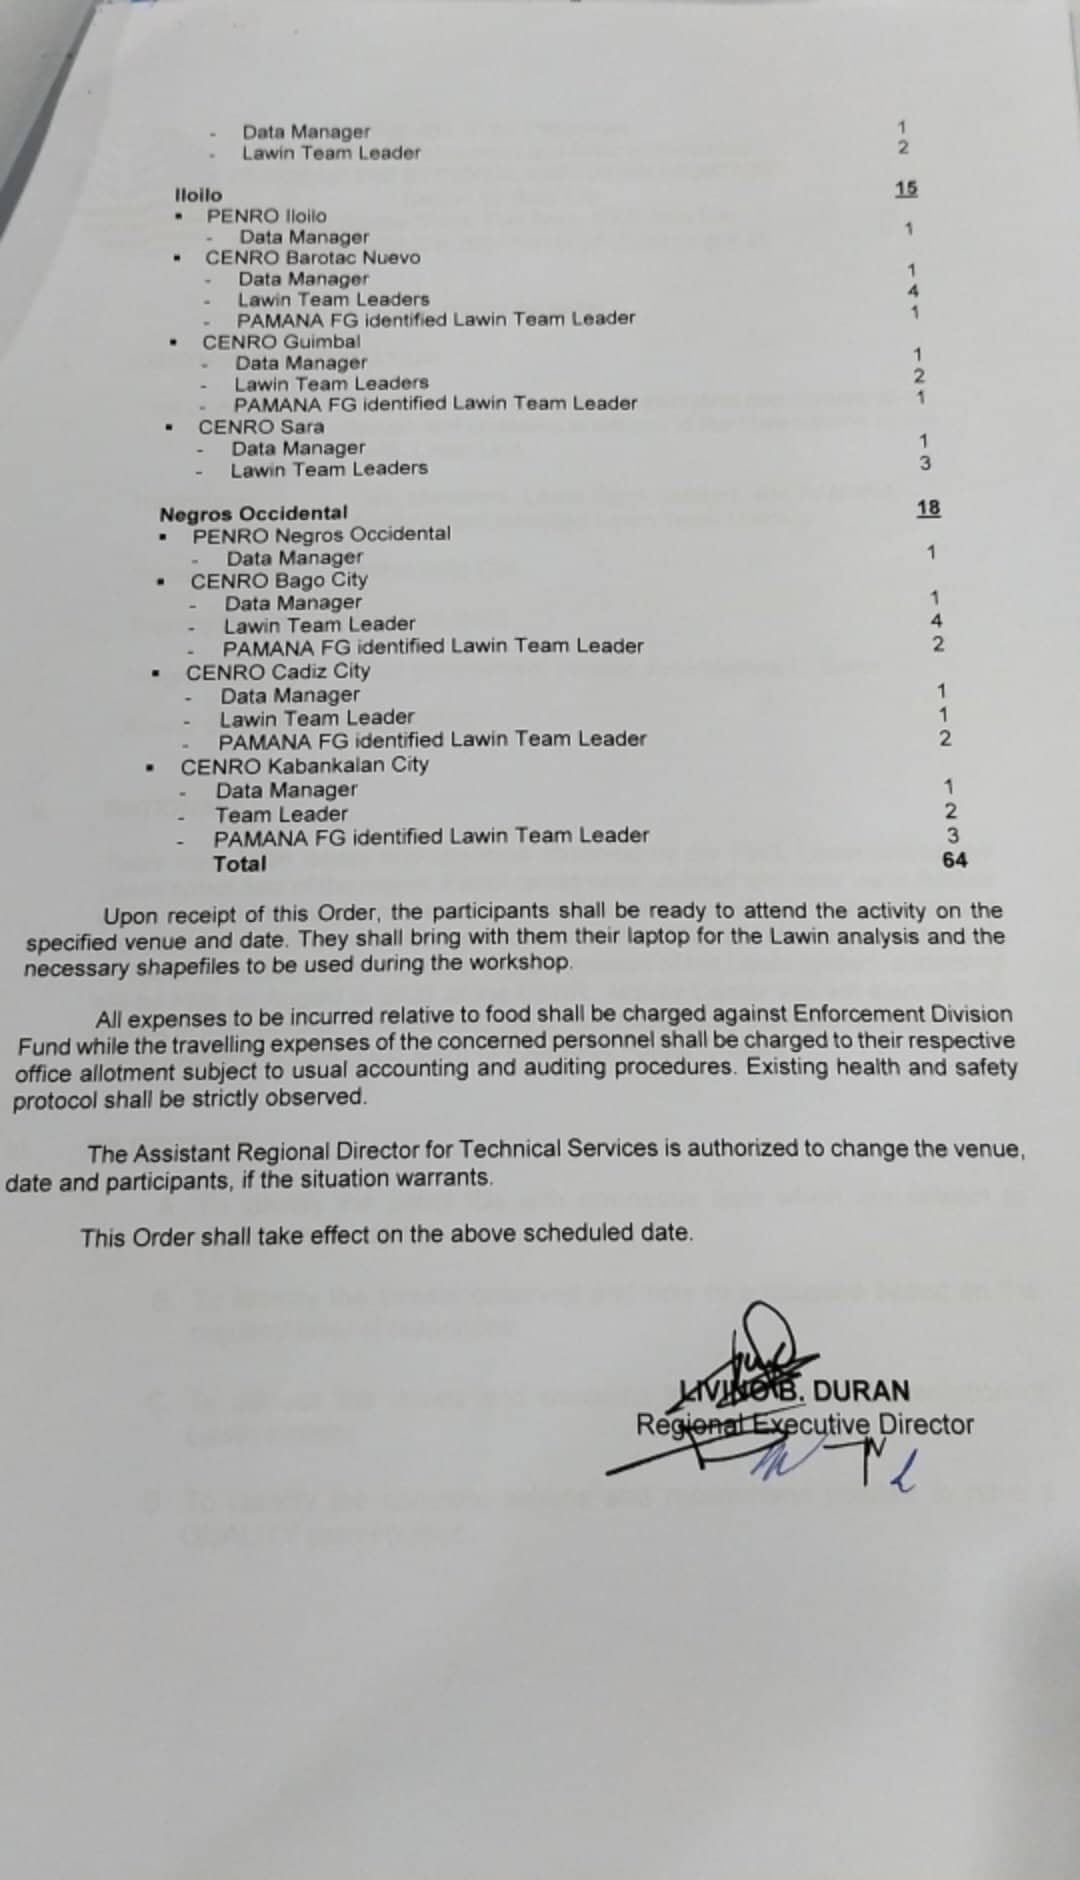 - Data Manager 1
- Lawin Team Leader 2
Iloilo 15
▪ PENRO Iloilo
- Data Manager 1
▪ CENRO Barotac Nuevo
- Data Manager 1
- Lawin Team Leaders 4
- PAMANA FG identified Lawin Team Leader 1
▪ CENRO Guimbal
- Data Manager 1
- Lawin Team Leaders 2
- PAMANA FG identified Lawin Team Leader 1
▪ CENRO Sara
- Data Manager 1
- Lawin Team Leaders 3
Negros Occidental 18
▪ PENRO Negros Occidental
- Data Manager 1
▪ CENRO Bago City
- Data Manager 1
- Lawin Team Leader 4
- PAMANA FG identified Lawin Team Leader 2
▪ CENRO Cadiz City
- Data Manager 1
- Lawin Team Leader 1
- PAMANA FG identified Lawin Team Leader 2
▪ CENRO Kabankalan City
- Data Manager 1
- Team Leader 2
- PAMANA FG identified Lawin Team Leader 3
Total 64
Upon receipt of this Order, the participants shall be ready to attend the activity on the
specified venue and date. They shall bring with them their laptop for the Lawin analysis and the
necessary shapefiles to be used during the workshop.
All expenses to be incurred relative to food shall be charged against Enforcement Division
Fund while the travelling expenses of the concerned personnel shall be charged to their respective
office allotment subject to usual accounting and auditing procedures. Existing health and safety
protocol shall be strictly observed.
The Assistant Regional Director for Technical Services is authorized to change the venue,
date and participants, if the situation warrants.
This Order shall take effect on the above scheduled date.
LIVINO B. DURAN
Regional Executive Director